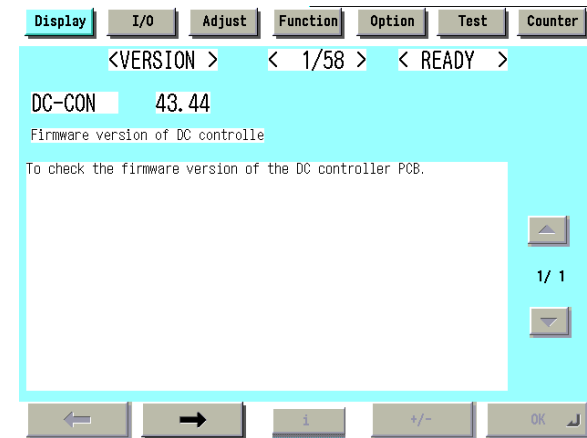 Display I/O Adjust Function Option Test Counter
<VERSION > < 1/58 > < READY >
DC-CON 43.44
Firmware version of DC controlle
To check the firmware version of the DC controller PCB.
1/ 1
i +/- OK